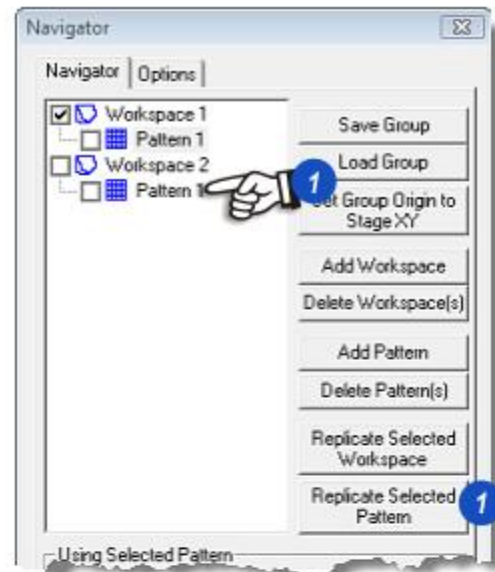 Navigator
Navigator Options
Workspace 1
Pattern 1
Workspace 2
Pattern 1
Save Group
Load Group
Group Origin to
Stage XY
Add Workspace
Delete Workspace(s)
Add Pattern
Delete Pattern(s)
Replicate Selected
Workspace
Replicate Selected
Pattern
Using Selected Pattern
1
1